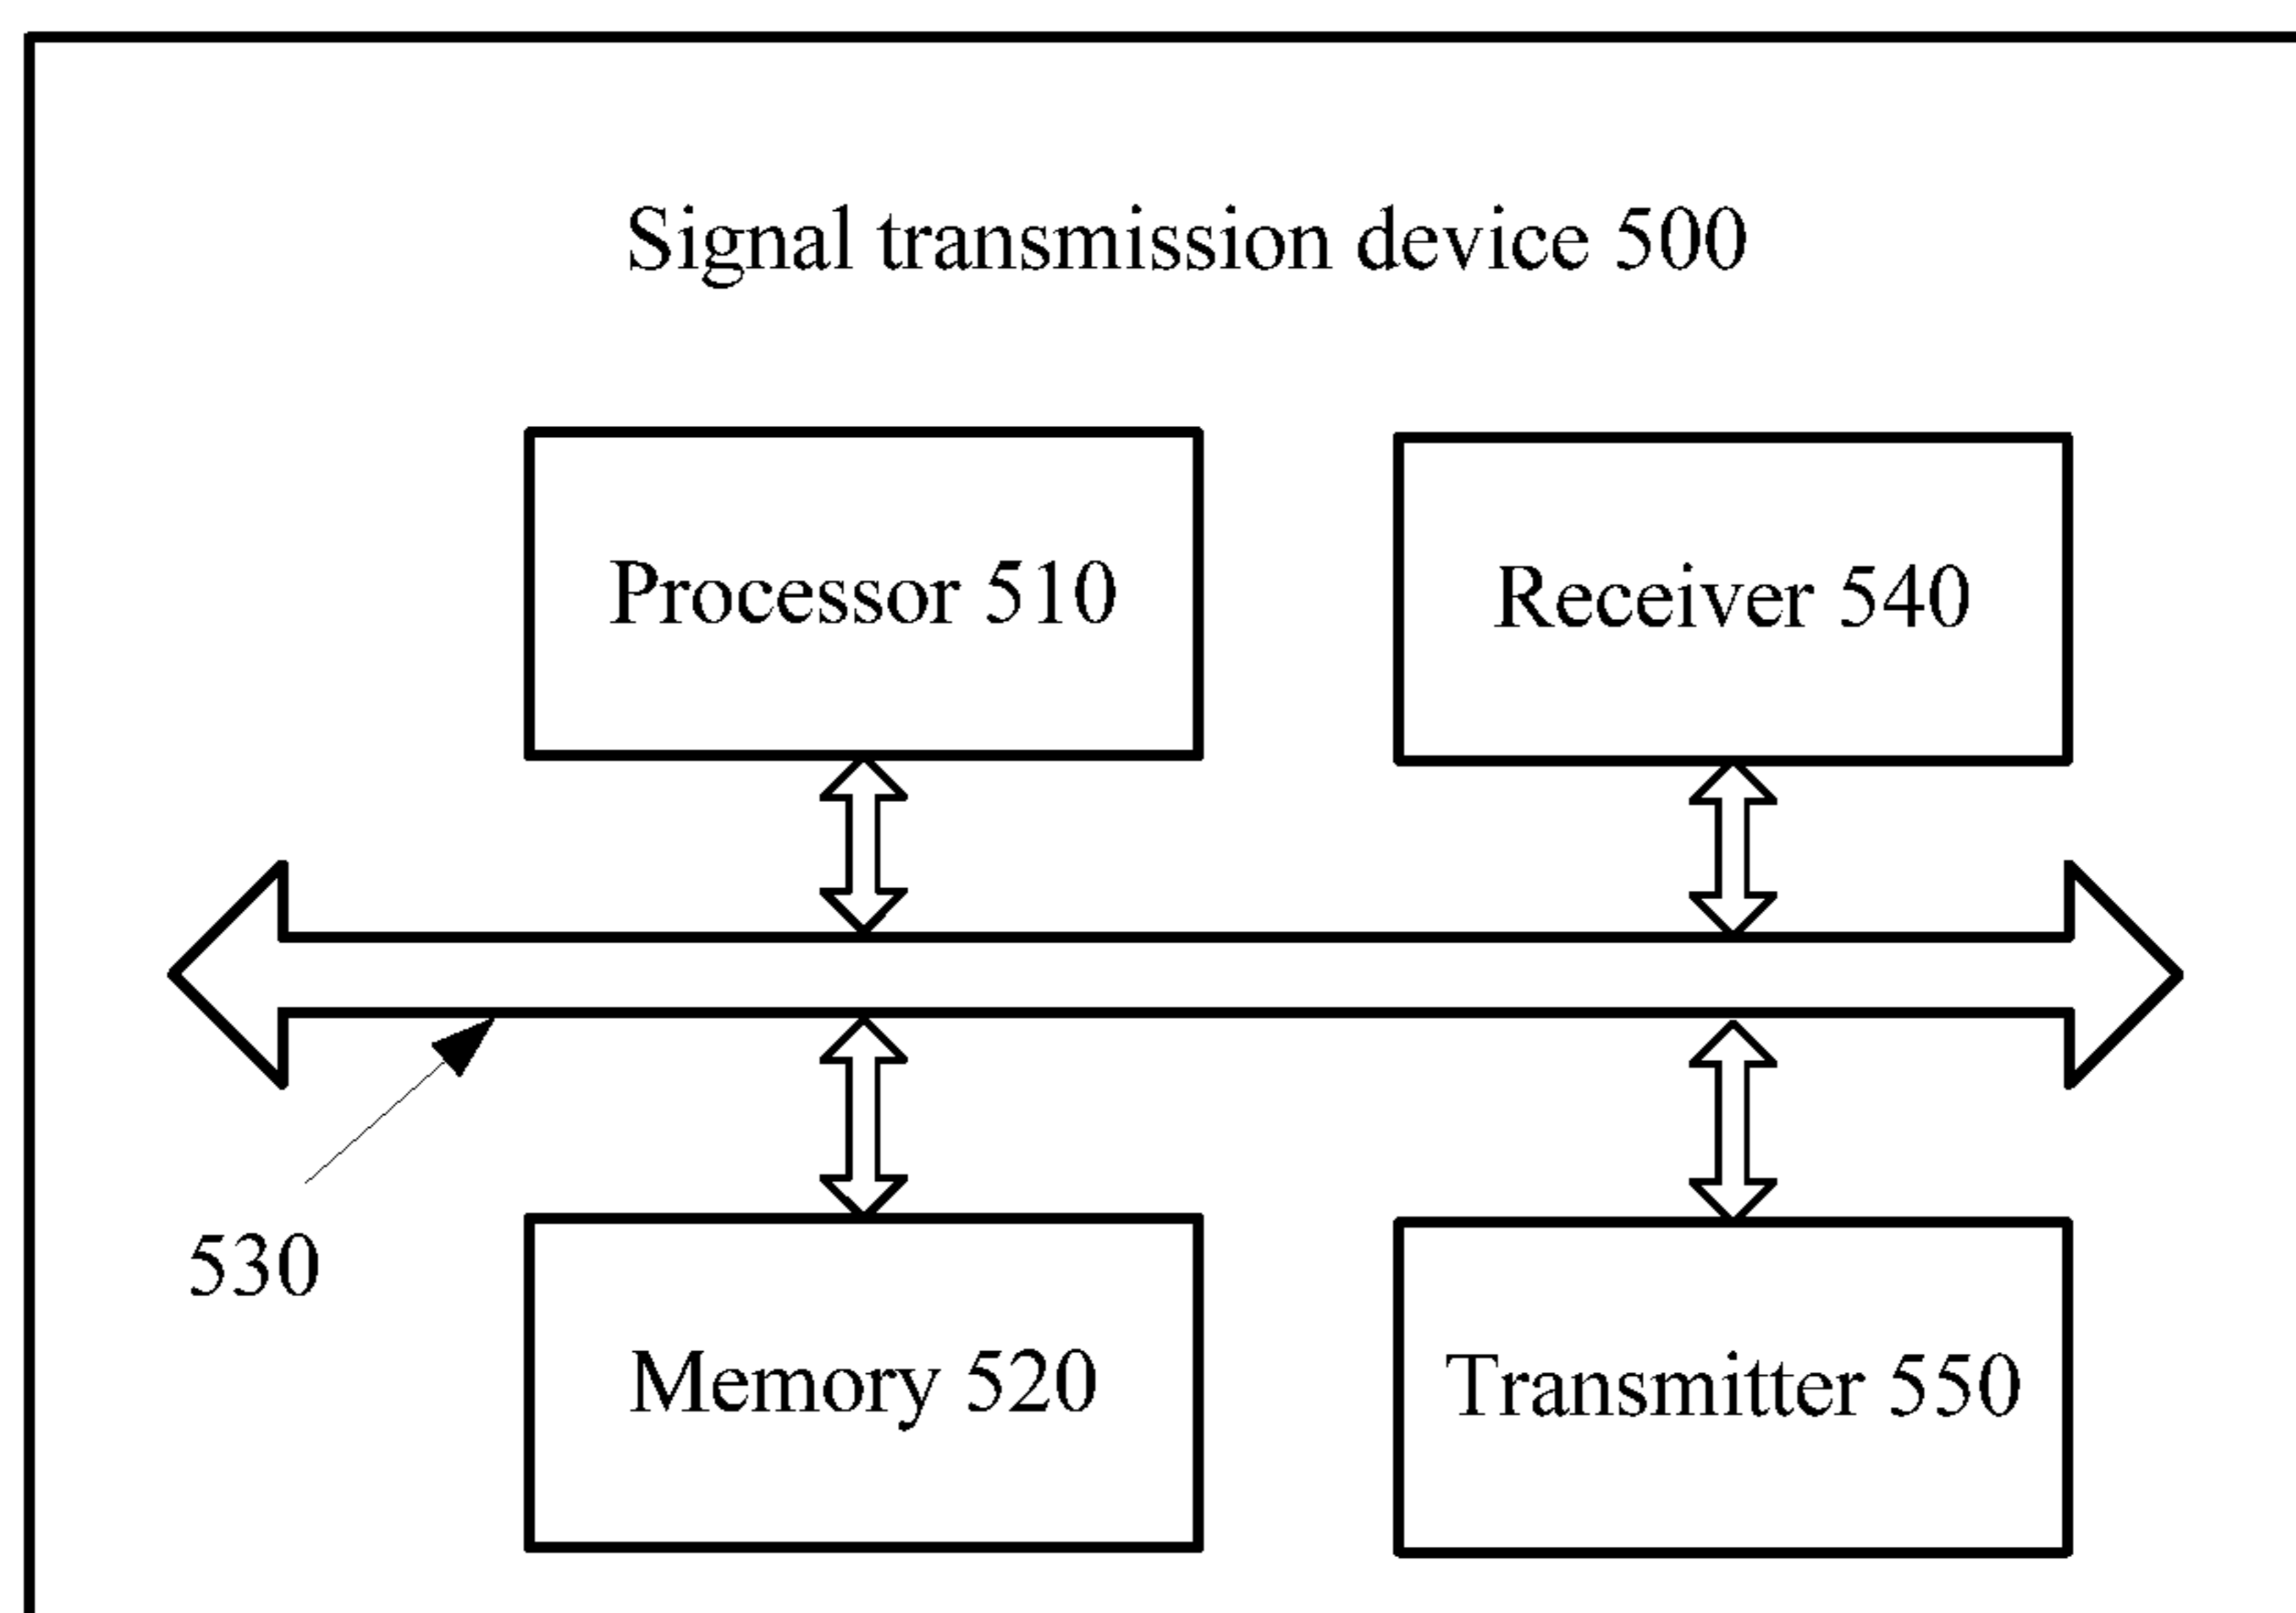 Signal transmission device 500
Processor 510
Receiver 540
530
Memory 520
Transmitter 550